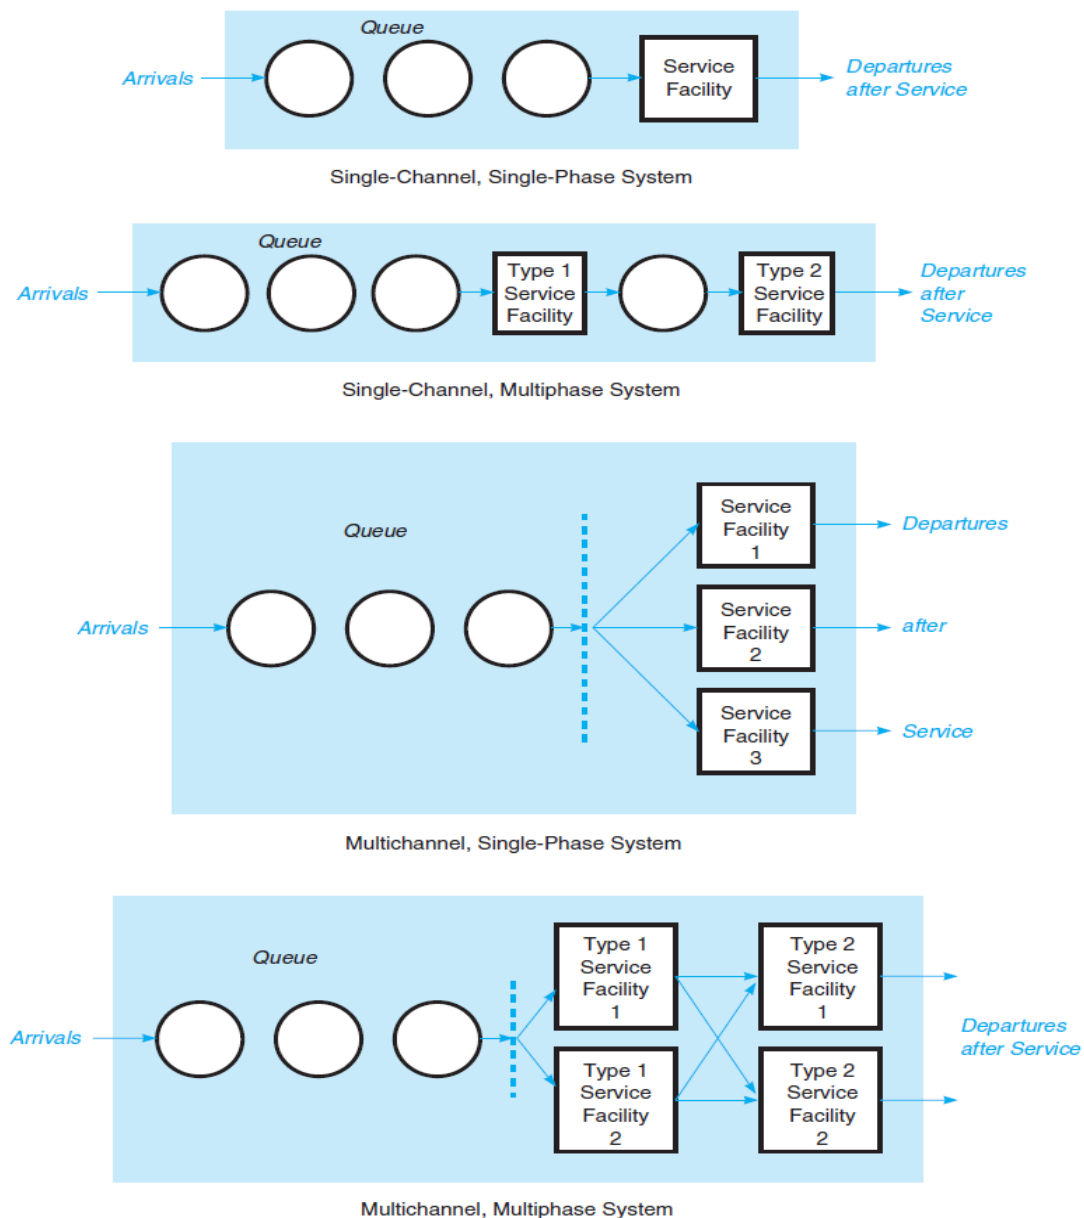 Queue
Arrivals
Service
Facility
Departures
after Service
Single-Channel, Single-Phase System
Queue
Arrivals
Type 1
Service
Facility
Type 2
Service
Facility
Departures
after
Service
Single-Channel, Multiphase System
Queue
Arrivals
Service
Facility
1
Departures
Service
Facility
2
after
Service
Facility
3
Service
Multichannel, Single-Phase System
Queue
Arrivals
Type 1
Service
Facility
1
Type 2
Service
Facility
1
Type 1
Service
Facility
2
Type 2
Service
Facility
2
Departures
after Service
Multichannel, Multiphase System